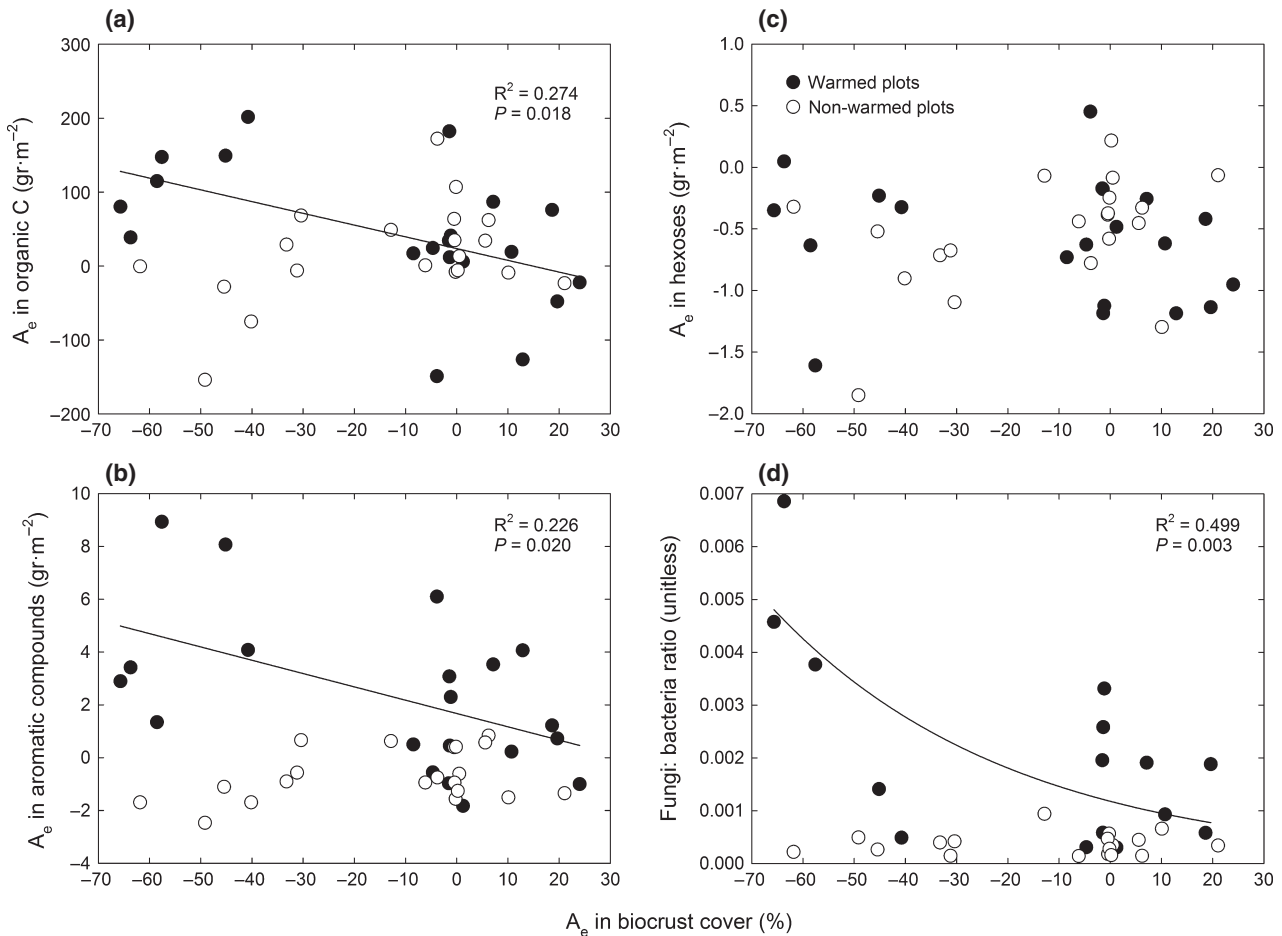 (a)
300
200
100
0
–100
–200
–70 –60 –50 –40 –30 –20 –10 0 10 20 30
Ae in organic C (gr·m–2)
R2 = 0.274
P = 0.018
(c)
1.0
0.5
0.0
–0.5
–1.0
–1.5
–2.0
–70 –60 –50 –40 –30 –20 –10 0 10 20 30
Ae in hexoses (gr·m–2)
Warmed plots
Non-warmed plots
(b)
10
8
6
4
2
0
–2
–4
–70 –60 –50 –40 –30 –20 –10 0 10 20 30
Ae in aromatic compounds (gr·m–2)
R2 = 0.226
P = 0.020
(d)
0.007
0.006
0.005
0.004
0.003
0.002
0.001
0.000
–70 –60 –50 –40 –30 –20 –10 0 10 20 30
Fungi: bacteria ratio (unitless)
R2 = 0.499
P = 0.003
Ae in biocrust cover (%)